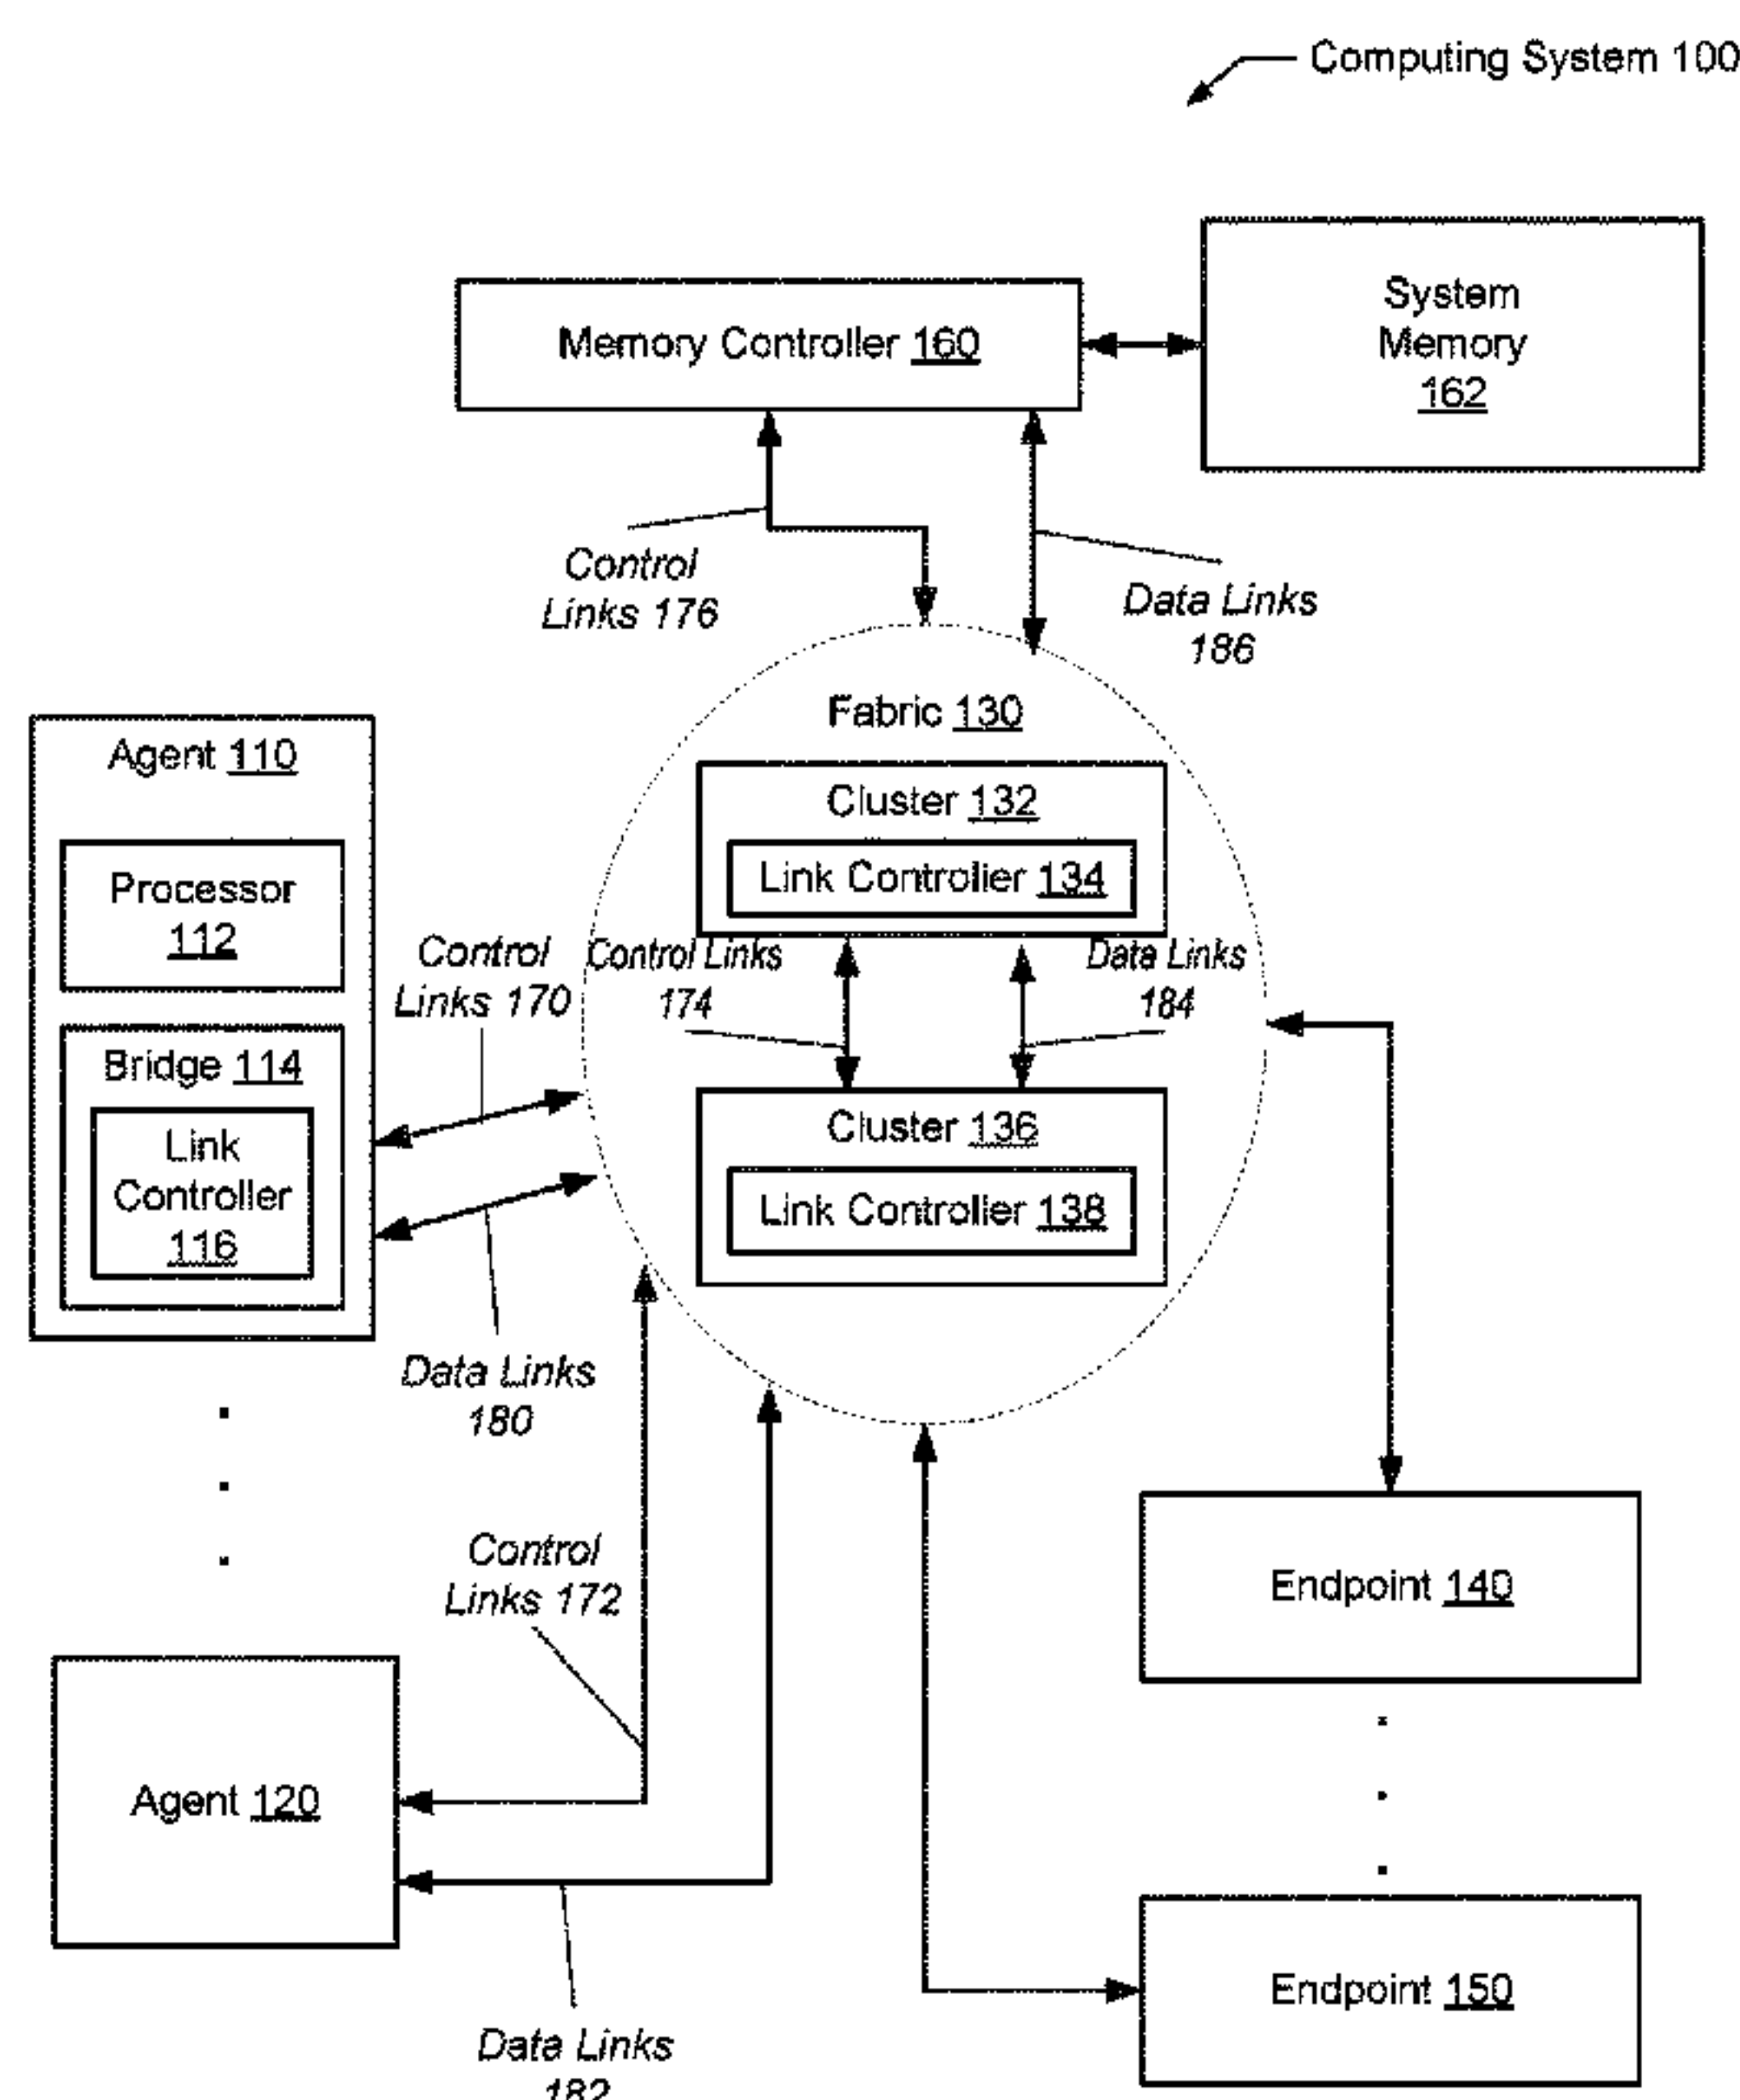 Computing System 100
Memory Controller 160
System
Memory
162
Control
Links 176
Data Links
186
Fabric 130
Agent 110
Cluster 132
Link Controller 134
Processor
112
Control
Links 170
Control Links
174
Data Links
184
Bridge 114
Link
Controller
116
Cluster 136
Link Controller 138
Data Links
180
Control
Links 172
Endpoint 140
Agent 120
Endpoint 150
Data Links
182